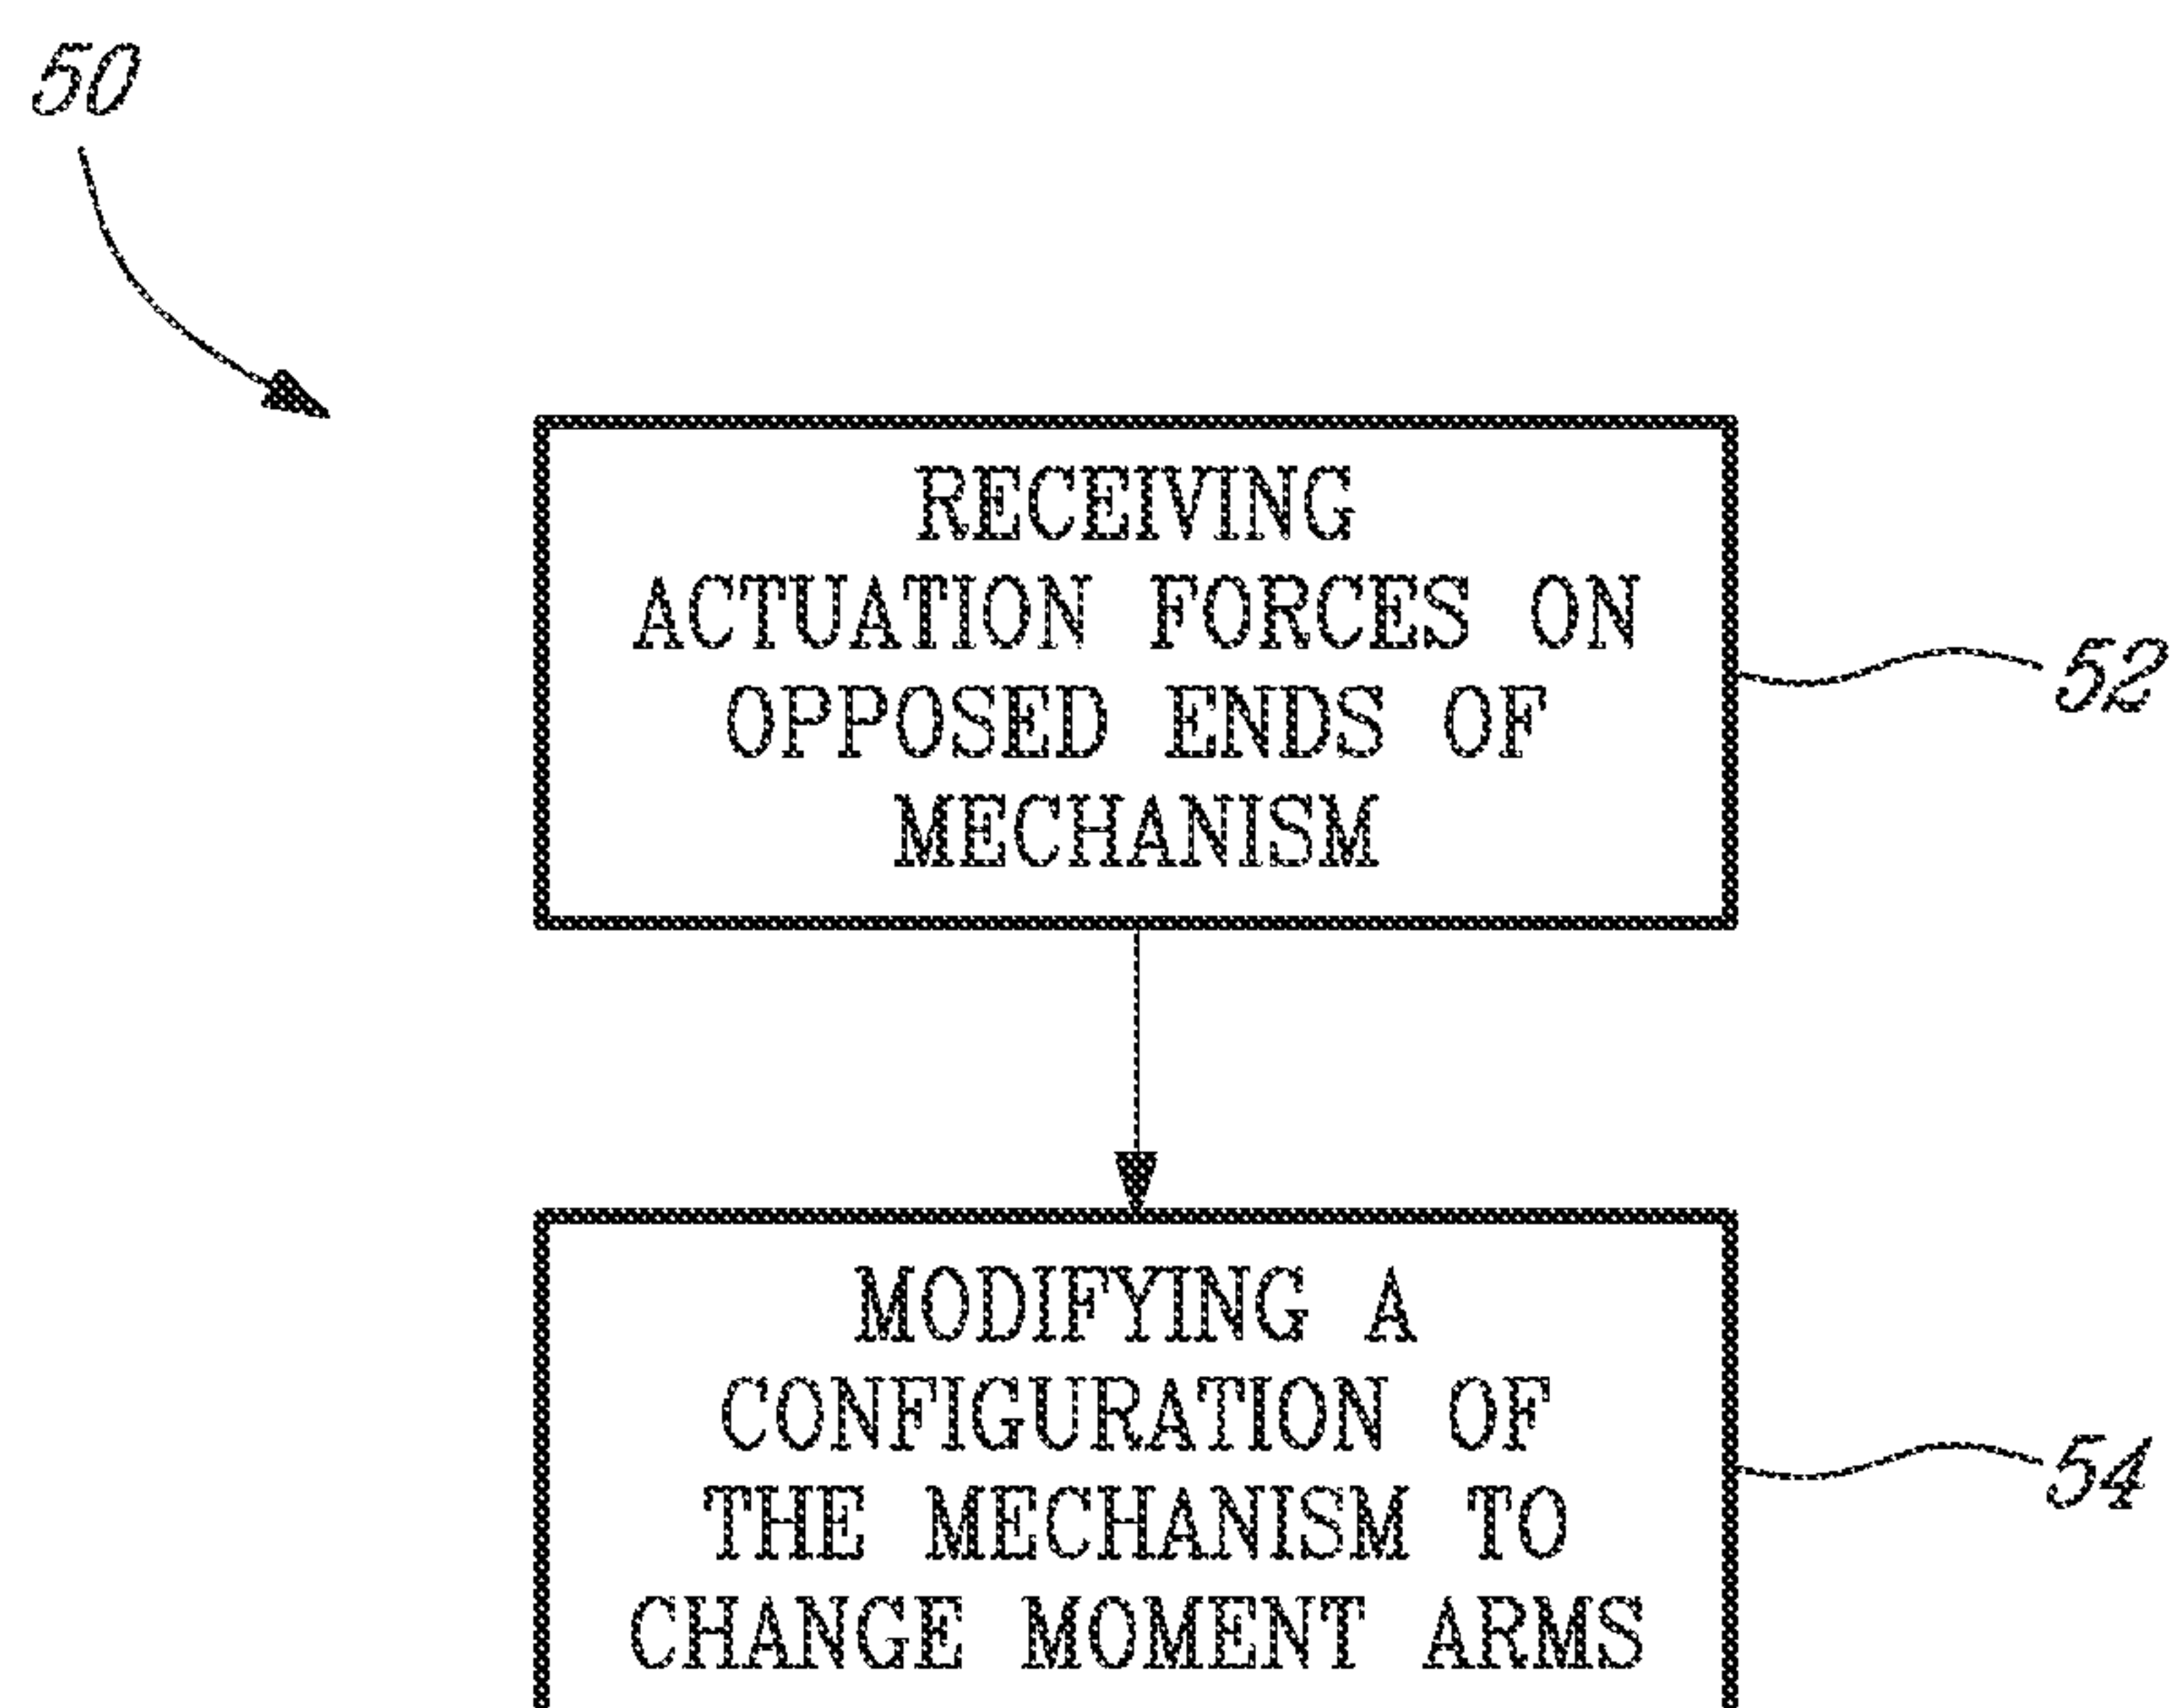 50
RECEIVING
ACTUATION FORCES ON
OPPOSED ENDS OF
MECHANISM
52
MODIFYING A
CONFIGURATION OF
THE MECHANISM TO
CHANGE MOMENT ARMS
54